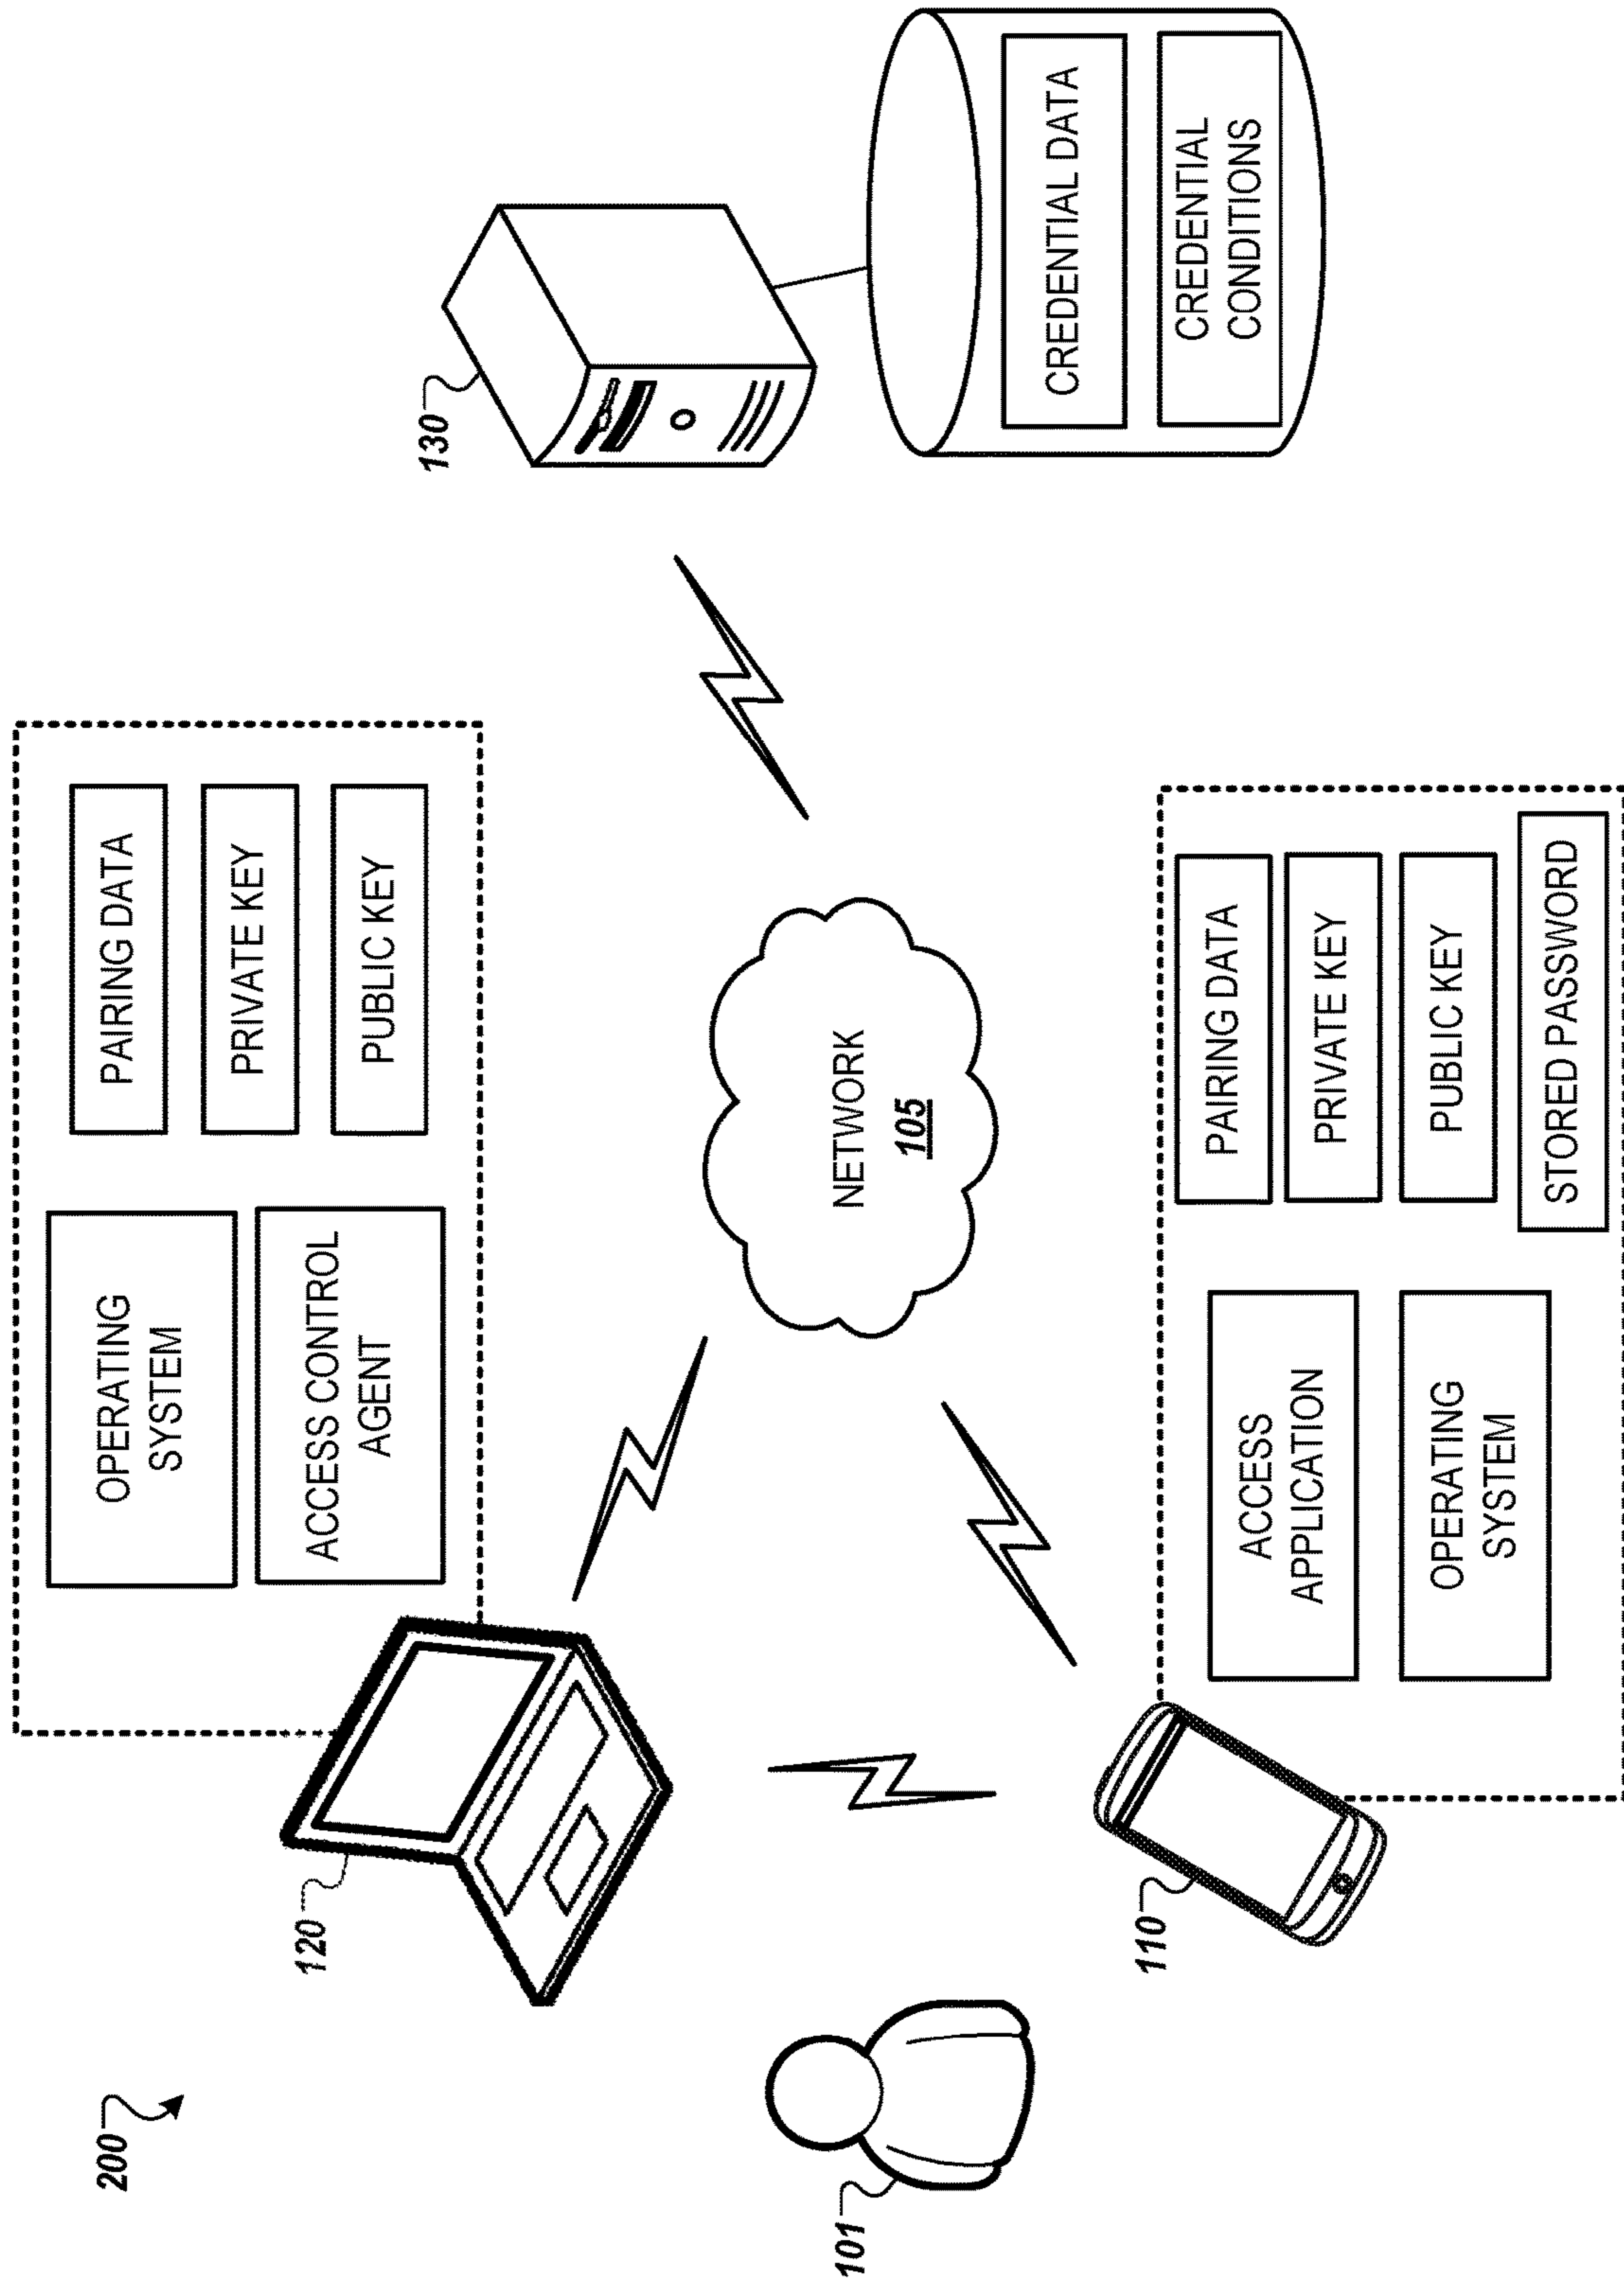 200
120
OPERATING
SYSTEM
ACCESS CONTROL
AGENT
PAIRING DATA
PRIVATE KEY
PUBLIC KEY
130
CREDENTIAL DATA
CREDENTIAL
CONDITIONS
101
NETWORK
105
110
ACCESS
APPLICATION
OPERATING
SYSTEM
PAIRING DATA
PRIVATE KEY
PUBLIC KEY
STORED PASSWORD